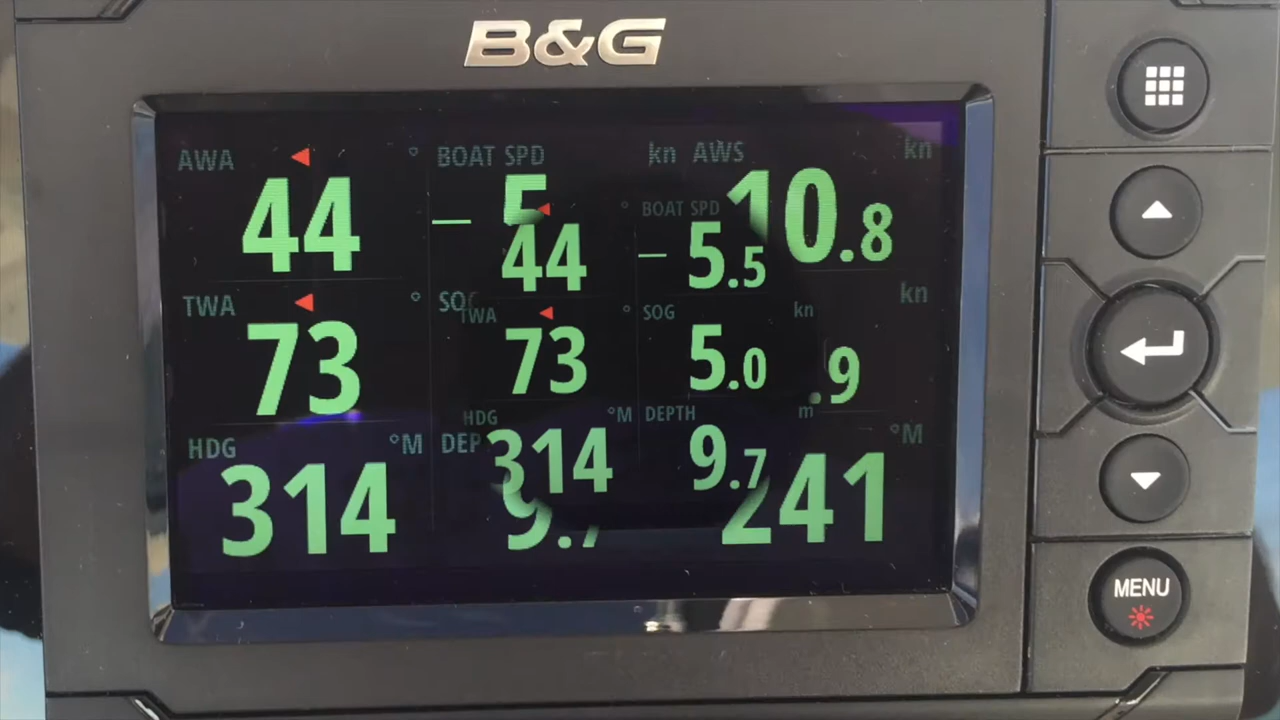 B&G
AWA ° BOAT SPD kn AWS kn
44 5 10.8
° BOAT SPD
44 5.5
TWA ° SOG kn
TWA ° SOG kn
73 73 5.0 .9
HDG °M DEPTH m
HDG °M DEP °M
314 314 9.7 241
9.7
MENU